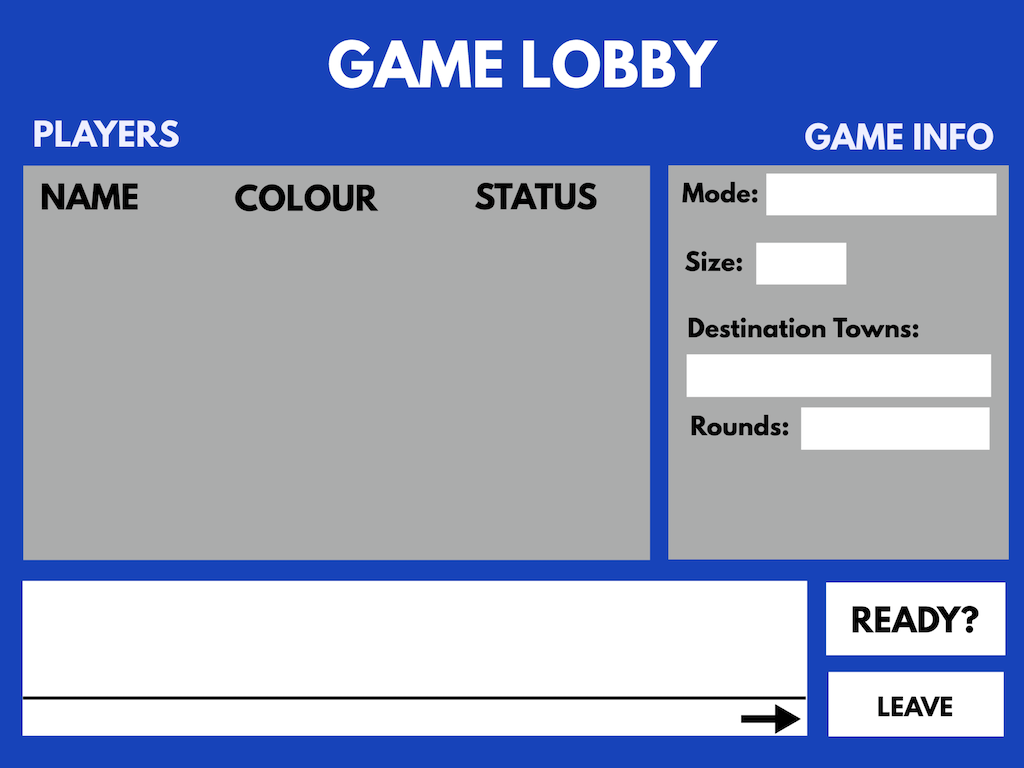 GAME LOBBY
PLAYERS
GAME INFO
NAME COLOUR STATUS
Mode:
Size:
Destination Towns:
Rounds:
READY?
LEAVE